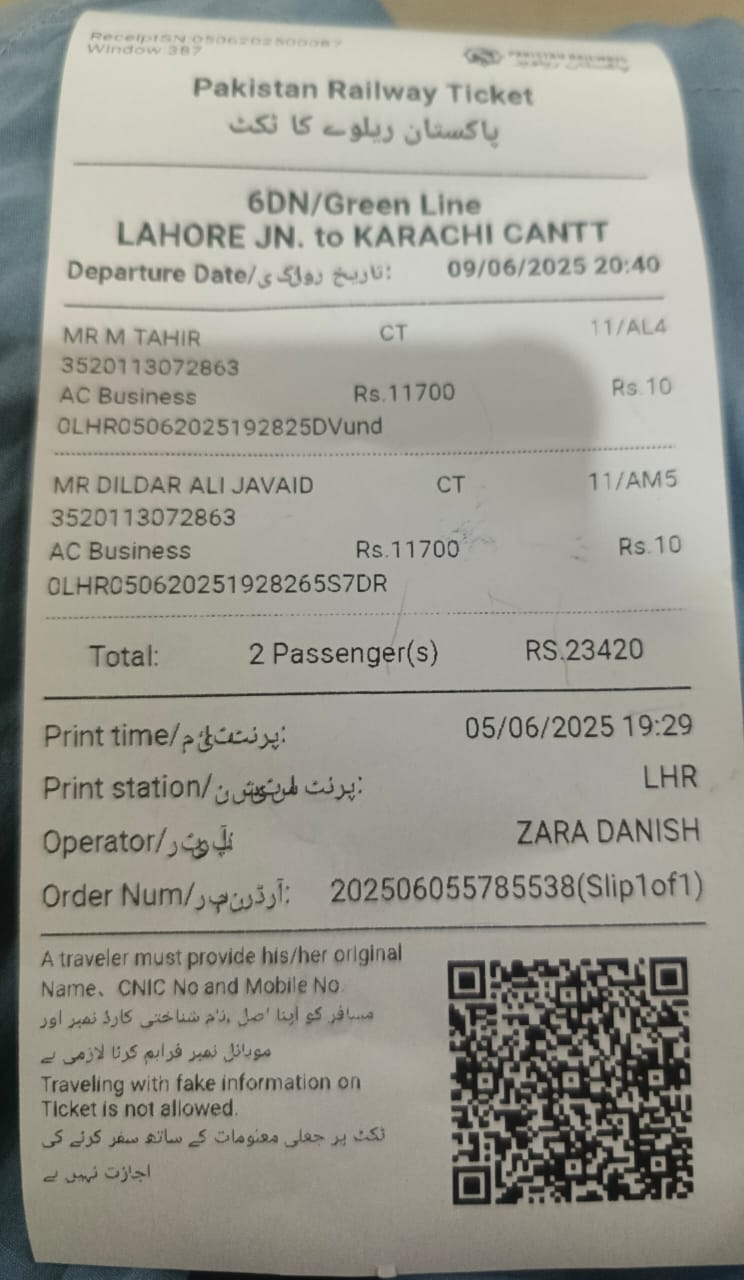 ReceiptSN:0506202500087
Window:387
PAKISTAN RAILWAYS
پاکستان ریلویز
Pakistan Railway Ticket
پاکستان ریلوے کا ٹکٹ
6DN/Green Line
LAHORE JN. to KARACHI CANTT
Departure Date/تاریخ روانگی: 09/06/2025 20:40
MR M TAHIR CT 11/AL4
3520113072863
AC Business Rs.11700 Rs.10
0LHR05062025192825DVund
MR DILDAR ALI JAVAID CT 11/AM5
3520113072863
AC Business Rs.11700 Rs.10
0LHR050620251928265S7DR
Total: 2 Passenger(s) RS.23420
Print time/پرنٹ ٹائم: 05/06/2025 19:29
Print station/پرنٹ: LHR
Operator/ ZARA DANISH
Order Num/آرڈر نمبر: 202506055785538(Slip1of1)
A traveler must provide his/her original
Name、CNIC No and Mobile No.
مسافر کو اپنا اصل نام، شناختی کارڈ نمبر اور
موبائل نمبر فراہم کرنا لازمی ہے
Traveling with fake information on
Ticket is not allowed.
ٹکٹ پر جعلی معلومات کے ساتھ سفر کرنے کی
اجازت نہیں ہے